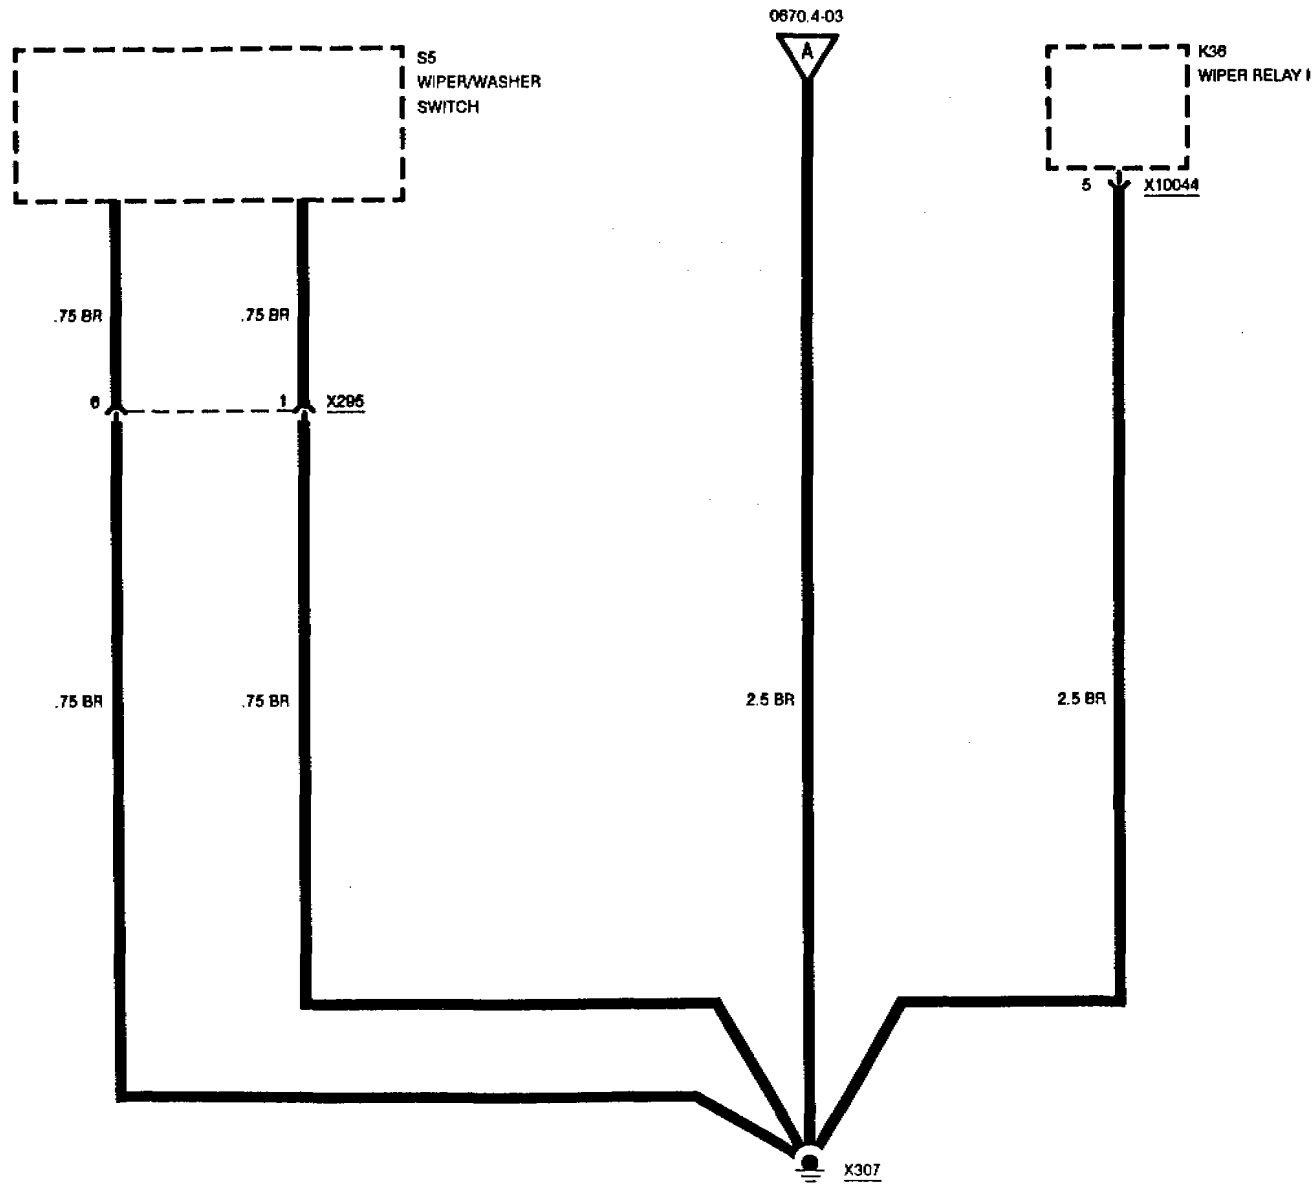 0670.4-03
A
S5
WIPER/WASHER
SWITCH
K36
WIPER RELAY I
5
X10044
.75 BR
.75 BR
6
1
X295
.75 BR
.75 BR
2.5 BR
2.5 BR
X307